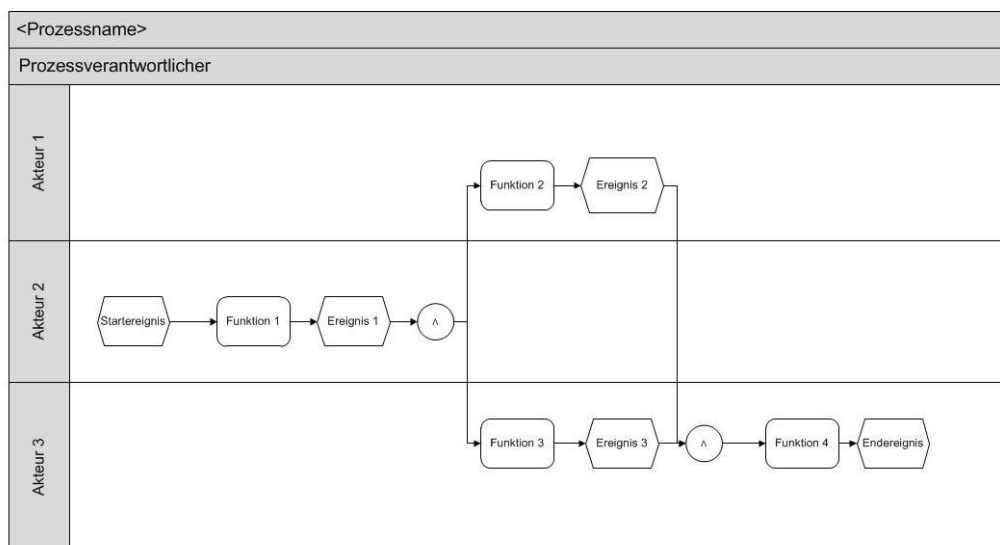 <Prozessname>
Prozessverantwortlicher
Akteur 1
Funktion 2
Ereignis 2
Akteur 2
Startereignis
Funktion 1
Ereignis 1
∧
Akteur 3
Funktion 3
Ereignis 3
∧
Funktion 4
Endereignis